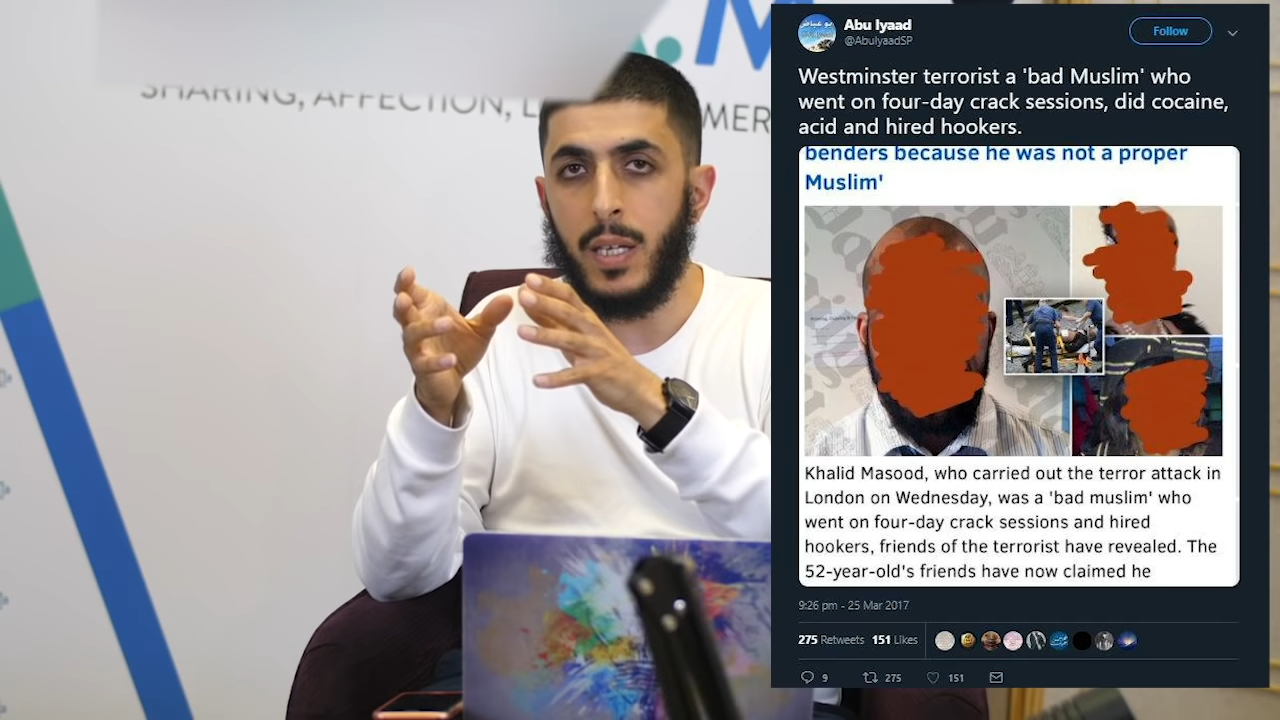 SHARING, AFFECTION,
Abu Iyaad
@AbuIyaadSP
Follow
Westminster terrorist a 'bad Muslim' who
went on four-day crack sessions, did cocaine,
acid and hired hookers.
benders because he was not a proper
Muslim'
Khalid Masood, who carried out the terror attack in
London on Wednesday, was a 'bad muslim' who
went on four-day crack sessions and hired
hookers, friends of the terrorist have revealed. The
52-year-old's friends have now claimed he
9:26 pm - 25 Mar 2017
275 Retweets 151 Likes
9 275 151